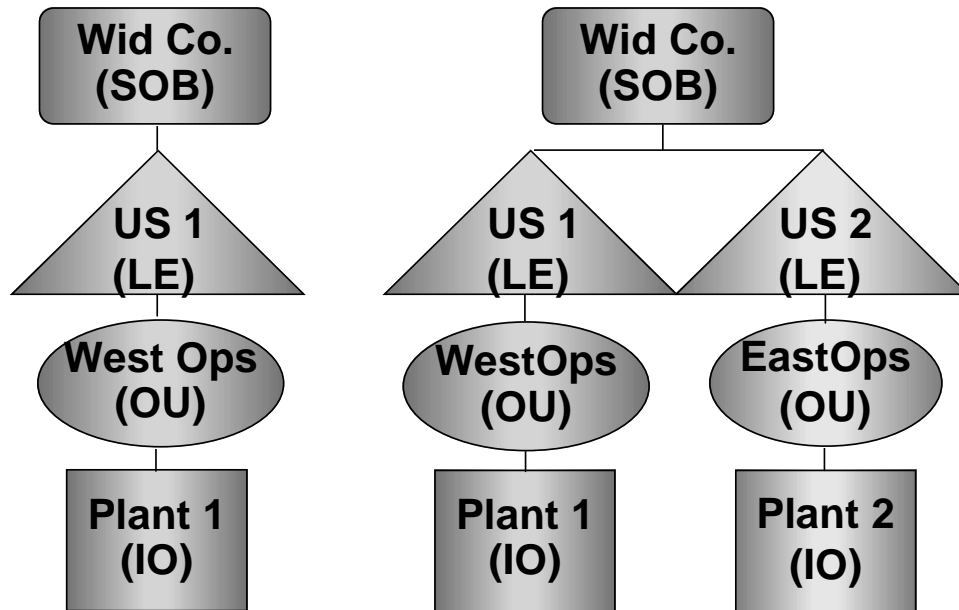 Wid Co.
(SOB)
US 1
(LE)
West Ops
(OU)
Plant 1
(IO)
Wid Co.
(SOB)
US 1
(LE)
WestOps
(OU)
Plant 1
(IO)
US 2
(LE)
EastOps
(OU)
Plant 2
(IO)